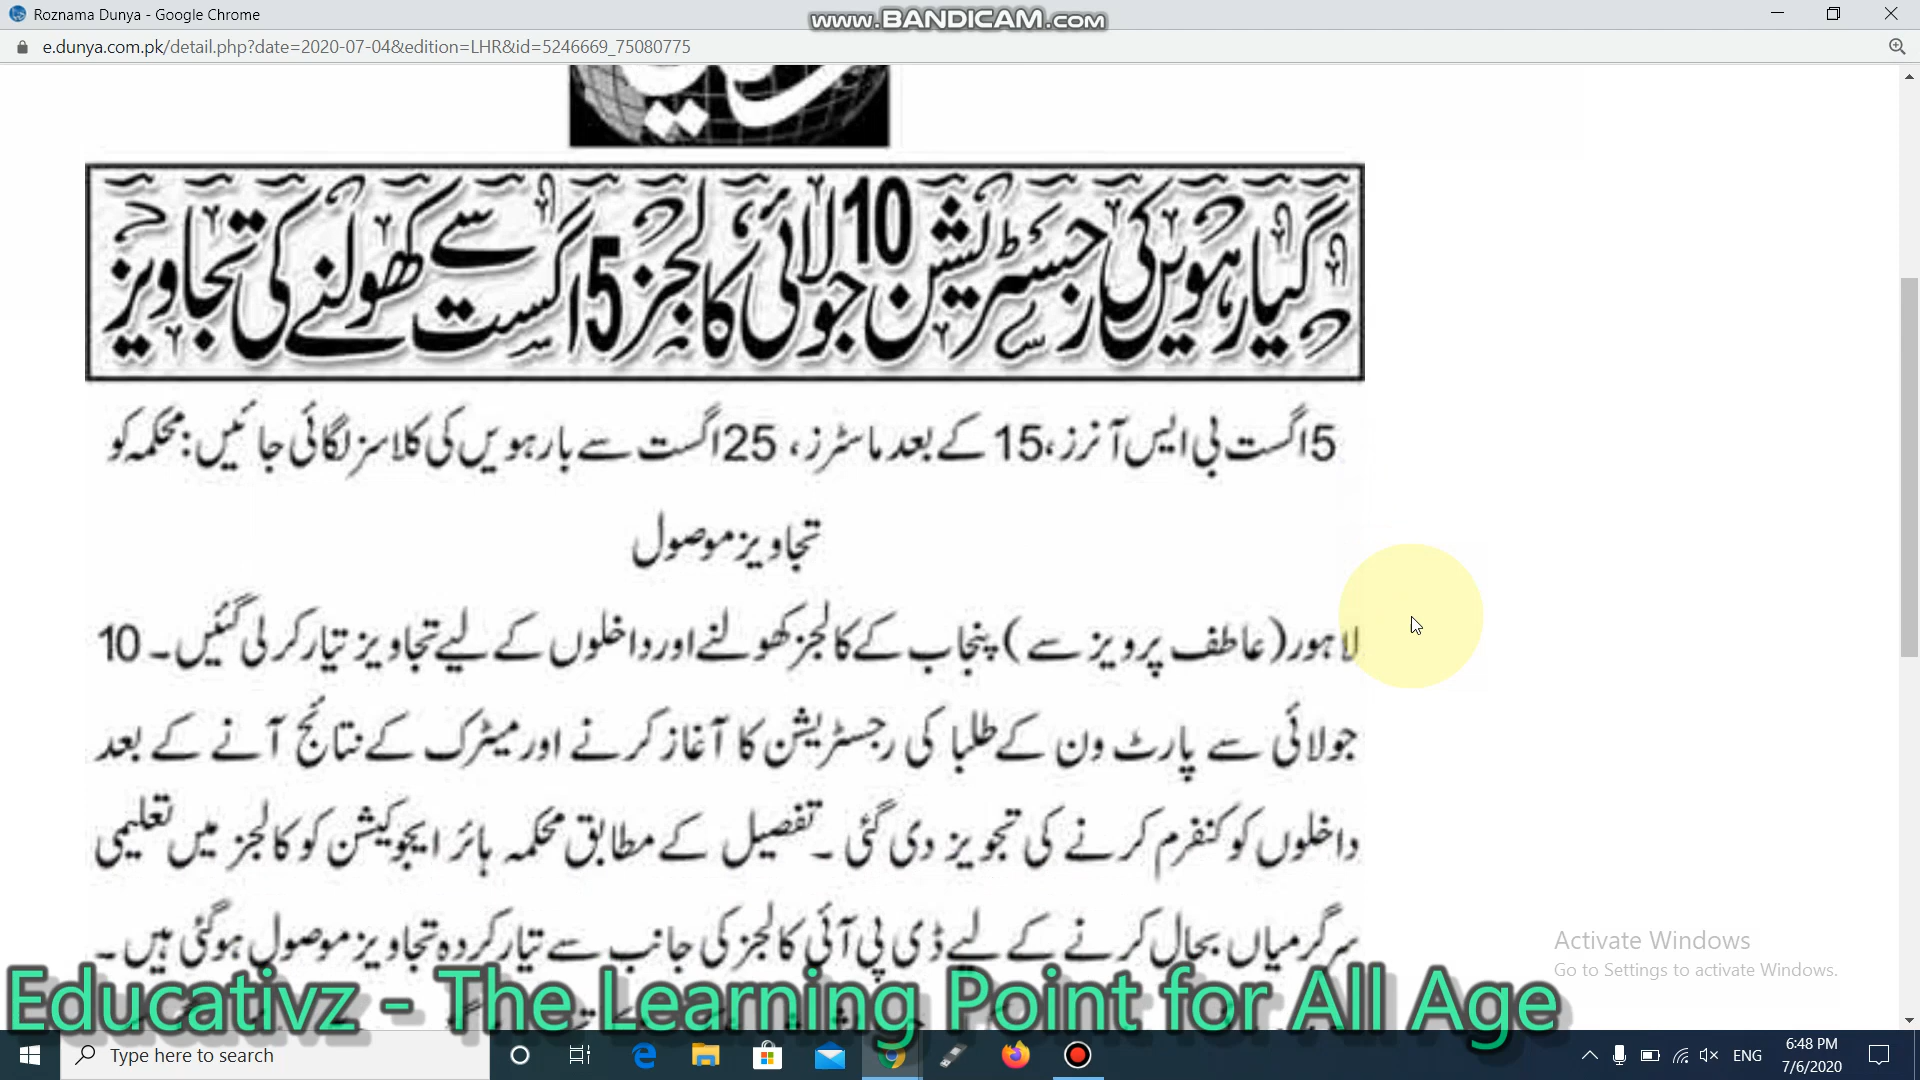 Roznama Dunya - Google Chrome
www.BANDICAM.com
e.dunya.com.pk/detail.php?date=2020-07-04&edition=LHR&id=5246669_75080775
گیارہویں کی رجسٹریشن 10 جولائی کالجز 5 اگست سے کھولنے کی تجاویز
5 اگست بی ایس آنرز، 15 کے بعد ماسٹرز، 25 اگست سے بارہویں کی کلاسز لگائی جائیں: محکمہ کو
تجاویز موصول
لاہور (عاطف پرویز سے) پنجاب کے کالجز کھولنے اور داخلوں کے لیے تجاویز تیار کر لی گئیں۔ 10
جولائی سے پارٹ ون کے طلبا کی رجسٹریشن کا آغاز کرنے اور میٹرک کے نتائج آنے کے بعد
داخلوں کو کنفرم کرنے کی تجویز دی گئی۔ تفصیل کے مطابق محکمہ ہائر ایجوکیشن کو کالجز میں تعلیمی
سرگرمیاں بحال کرنے کے لیے ڈی پی آئی کالجز کی جانب سے تیار کردہ تجاویز موصول ہوگئی ہیں۔
Activate Windows
Go to Settings to activate Windows.
Educativz - The Learning Point for All Age
Type here to search
ENG
6:48 PM
7/6/2020